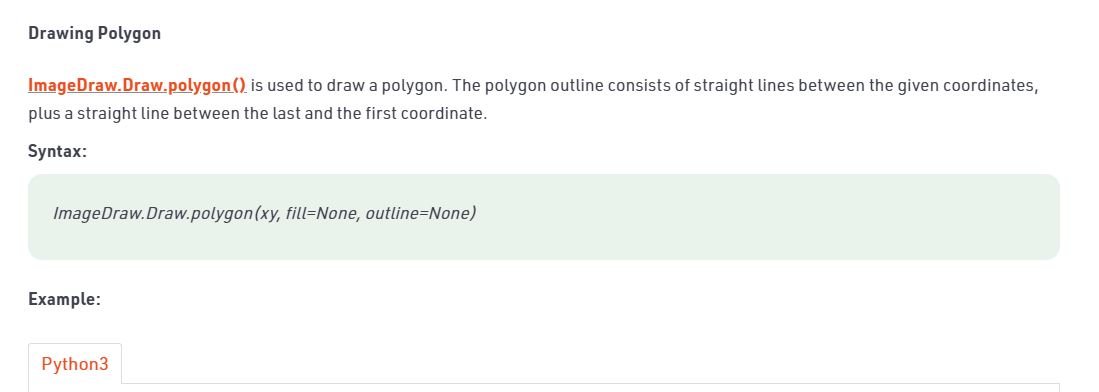 Drawing Polygon
ImageDraw.Draw.polygon() is used to draw a polygon. The polygon outline consists of straight lines between the given coordinates,
plus a straight line between the last and the first coordinate.
Syntax:
ImageDraw.Draw.polygon(xy, fill=None, outline=None)
Example:
Python3